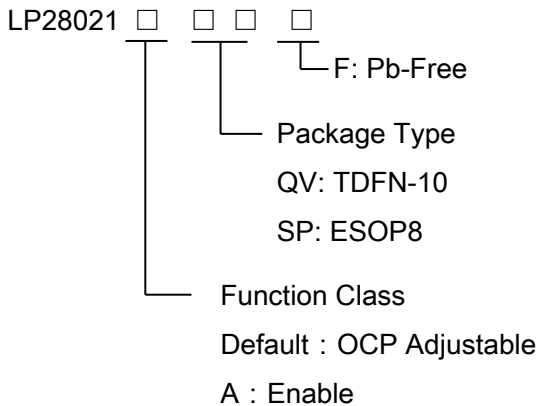 LP28021 □ □ □ □
F: Pb-Free
Package Type
QV: TDFN-10
SP: ESOP8
Function Class
Default：OCP Adjustable
A：Enable